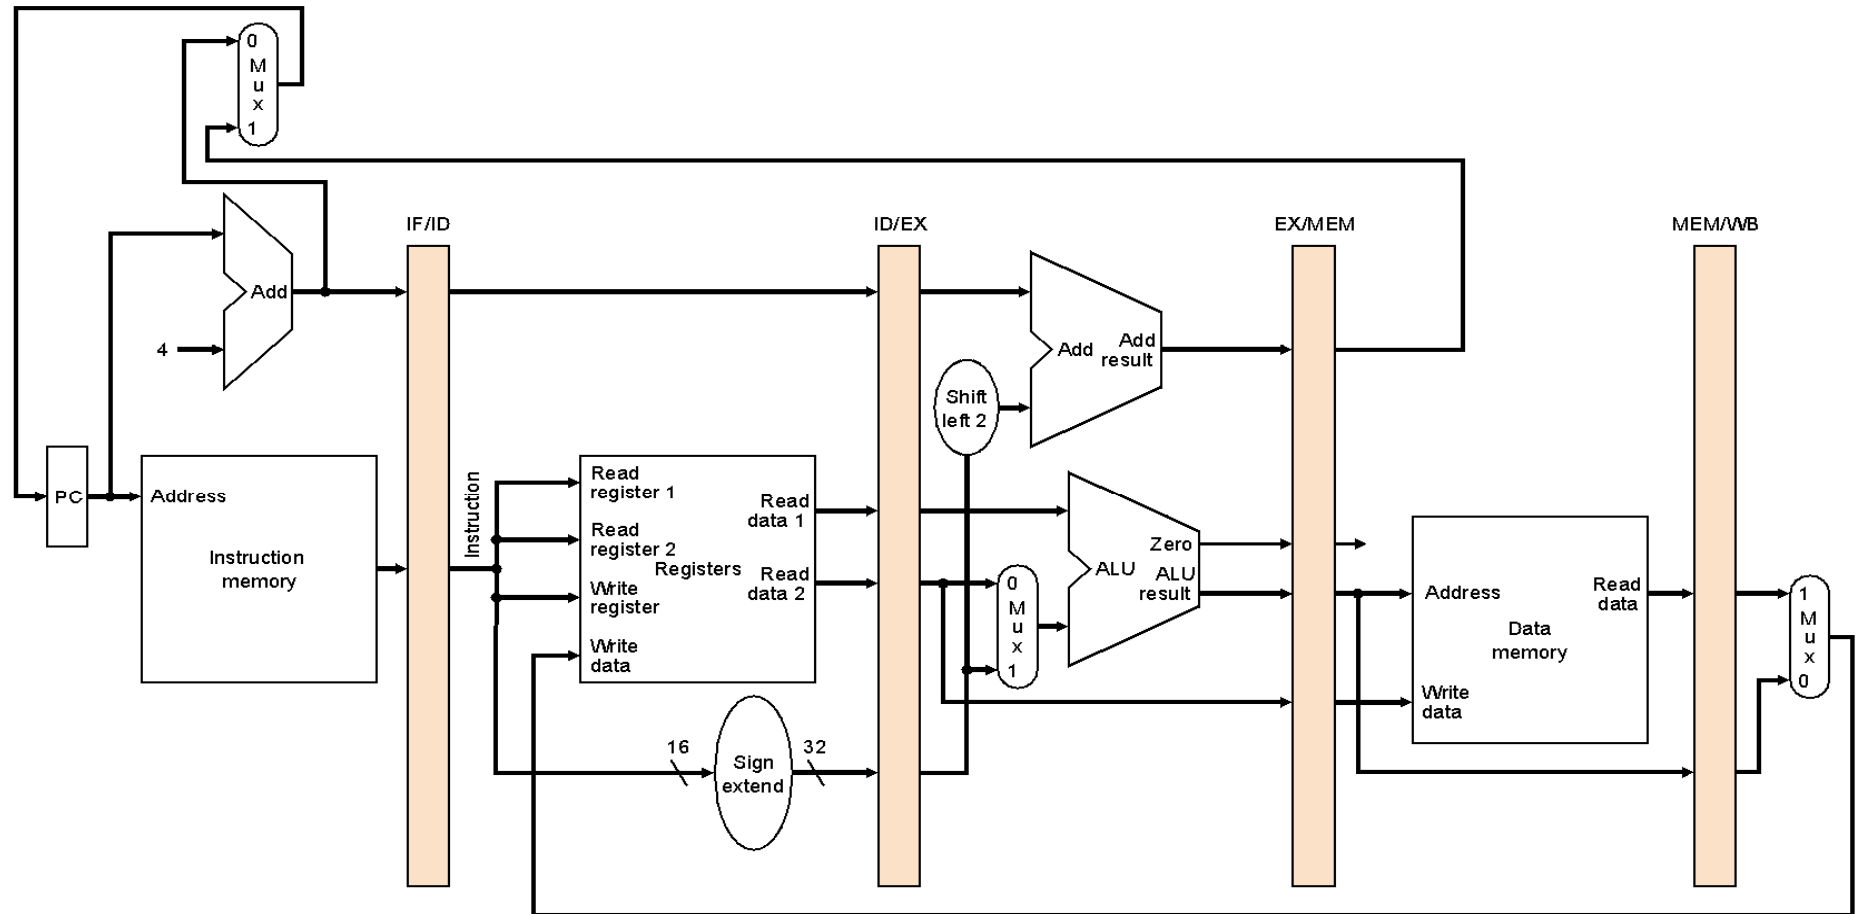 0
M
u
x
1
IF/ID
ID/EX
EX/MEM
MEM/WB
Add
4
Add
Add
result
Shift
left 2
PC
Address
Instruction
memory
Instruction
Read
register 1
Read
register 2
Registers
Write
register
Write
data
Read
data 1
Read
data 2
0
M
u
x
1
Zero
ALU
ALU
result
Address
Read
data
Data
memory
Write
data
1
M
u
x
0
16
Sign
extend
32